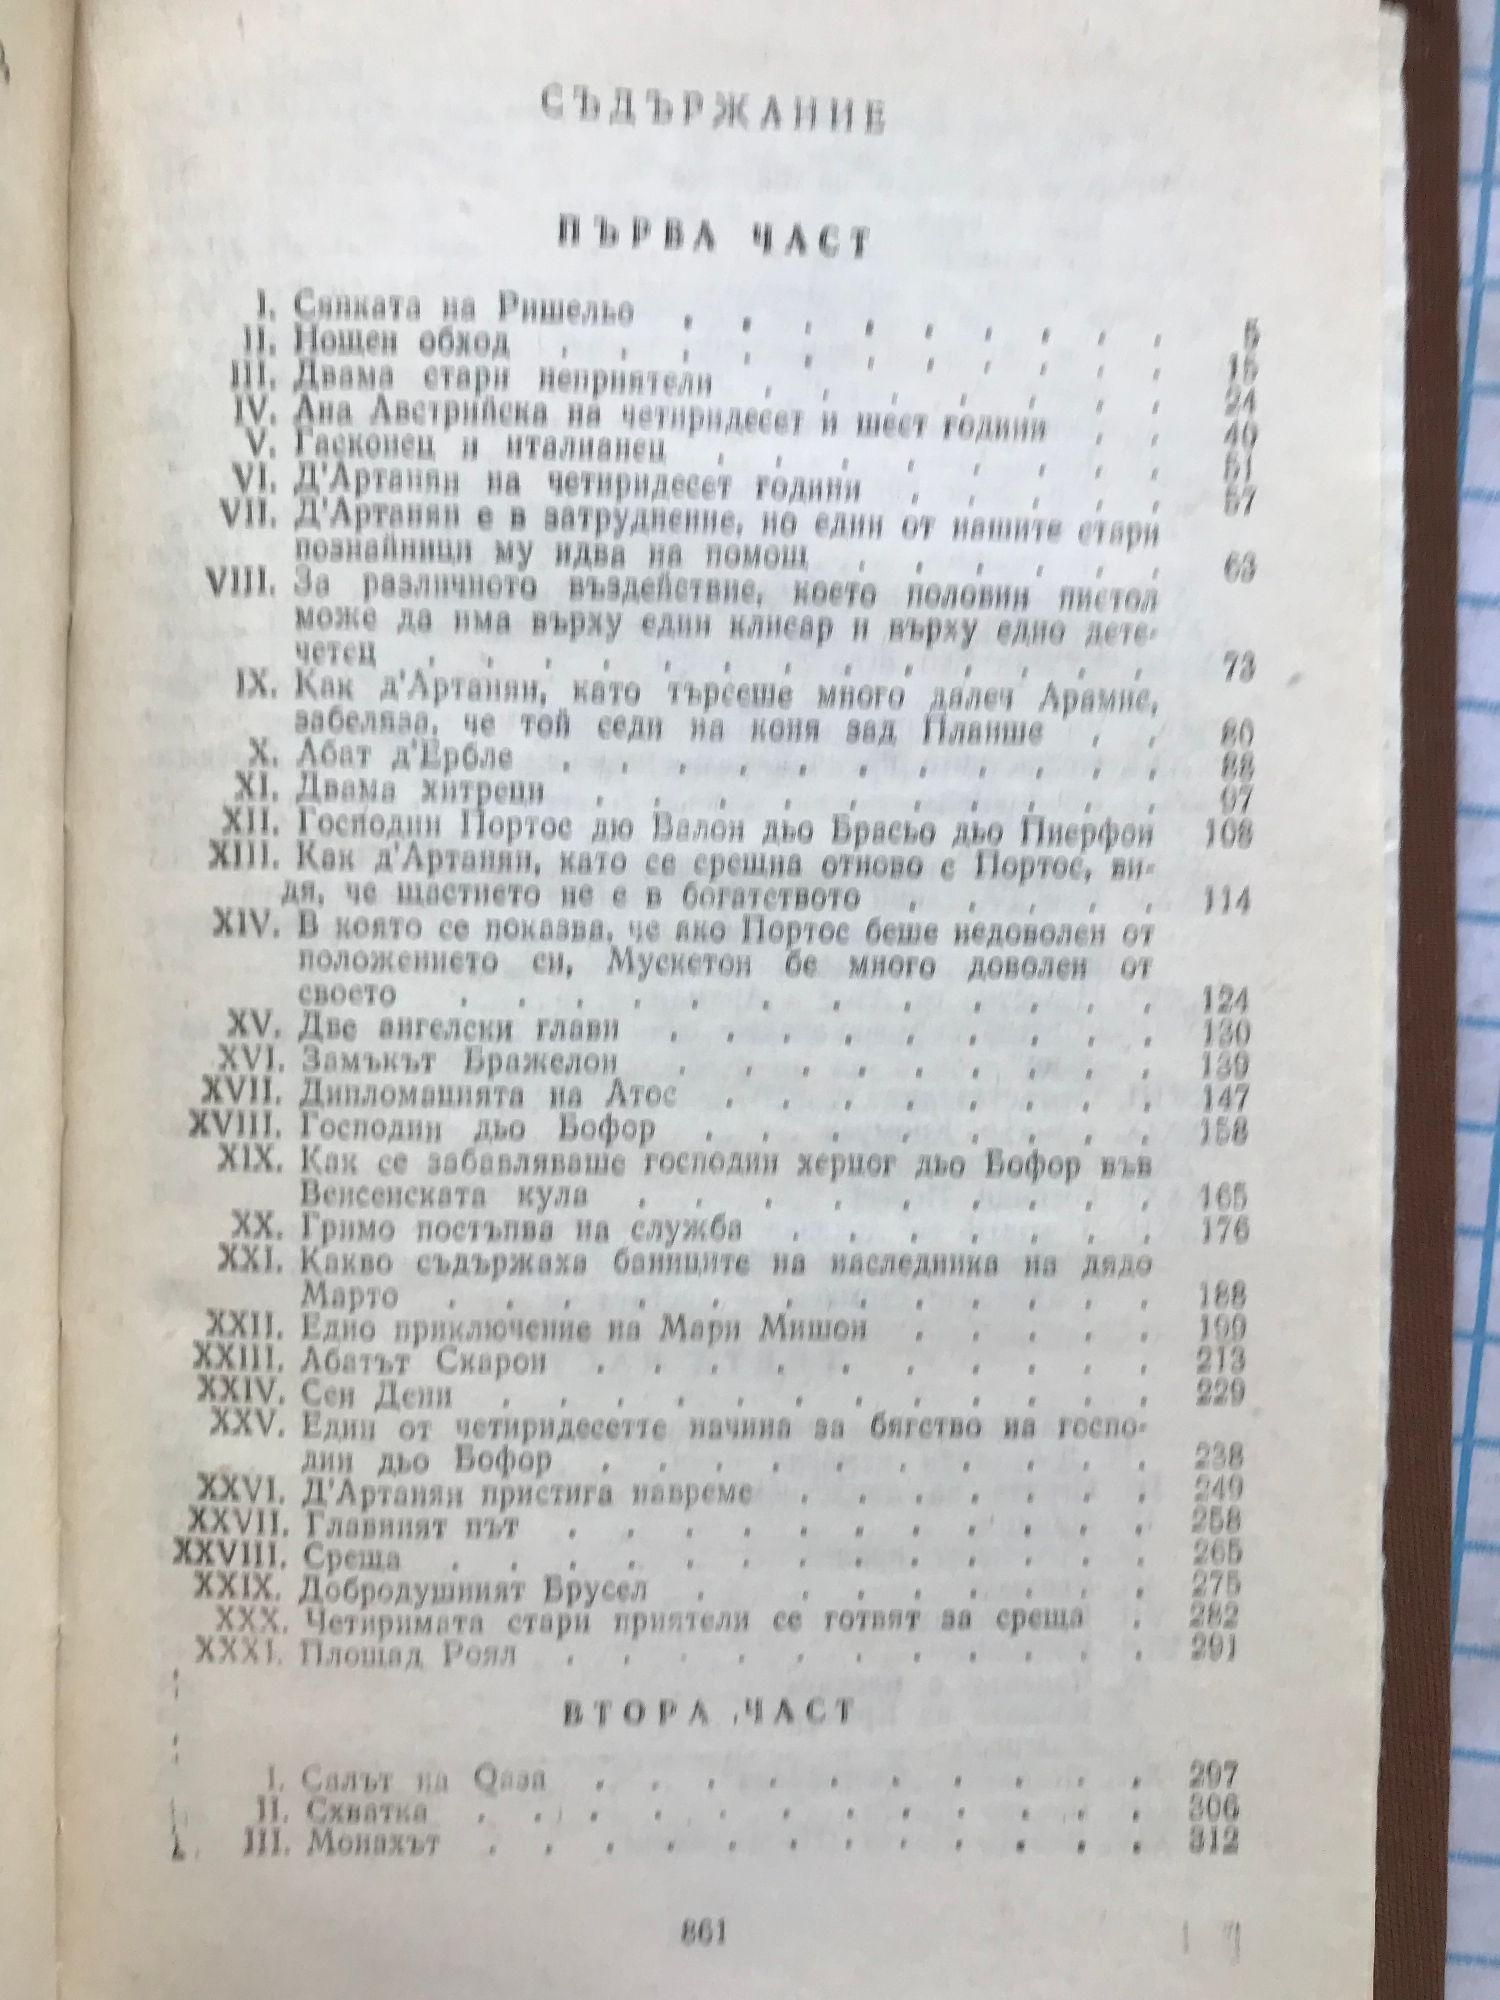 СЪДЪРЖАНИЕ
ПЪРВА ЧАСТ
I. Сянката на Ришельо . . . . . . . . . 5
II. Нощен обход . . . . . . . . . . . 15
III. Двама стари неприятели . . . . . . . 24
IV. Ана Австрийска на четиридесет и шест години . . 40
V. Гасконец и италианец . . . . . . . . 51
VI. Д'Артанян на четиридесет години . . . . . 57
VII. Д'Артанян е в затруднение, но един от нашите стари
познайници му идва на помощ . . . . . . 63
VIII. За различното въздействие, което половин пистол
може да има върху един клисар и върху едно дете-
четец . . . . . . . . . . . . . 73
IX. Как д'Артанян, като търсеше много далеч Арамис,
забеляза, че той седи на коня зад Планше . . 80
X. Абат д'Ербле . . . . . . . . . . . 88
XI. Двама хитреци . . . . . . . . . . 97
XII. Господин Портос дю Валон дьо Брасьо дьо Пиерфон 108
XIII. Как д'Артанян, като се срещна отново с Портос, ви-
дя, че щастието не е в богатството . . . . . 114
XIV. В която се показва, че ако Портос беше недоволен от
положението си, Мускетон бе много доволен от
своето . . . . . . . . . . . . 124
XV. Две ангелски глави . . . . . . . . . 130
XVI. Замъкът Бражелон . . . . . . . . . 139
XVII. Дипломацията на Атос . . . . . . . . 147
XVIII. Господин дьо Бофор . . . . . . . . 158
XIX. Как се забавляваше господин херцог дьо Бофор във
Венсенската кула . . . . . . . . . 165
XX. Гримо постъпва на служба . . . . . . . 176
XXI. Какво съдържаха баниците на наследника на дядо
Марто . . . . . . . . . . . . 188
XXII. Едно приключение на Мари Мишон . . . . . 199
XXIII. Абатът Скарон . . . . . . . . . . 213
XXIV. Сен Дени . . . . . . . . . . . . 229
XXV. Един от четиридесетте начина за бягство на госпо-
дин дьо Бофор . . . . . . . . . . 238
XXVI. Д'Артанян пристига навреме . . . . . . . 249
XXVII. Главният път . . . . . . . . . . . 258
XXVIII. Среща . . . . . . . . . . . . . 265
XXIX. Добродушният Брусел . . . . . . . . 275
XXX. Четиримата стари приятели се готвят за среща . 282
XXXI. Площад Роял . . . . . . . . . . . 291
ВТОРА ЧАСТ
I. Салът на Оаза . . . . . . . . . . 297
II. Схватка . . . . . . . . . . . . 306
III. Монахът . . . . . . . . . . . . 312
861